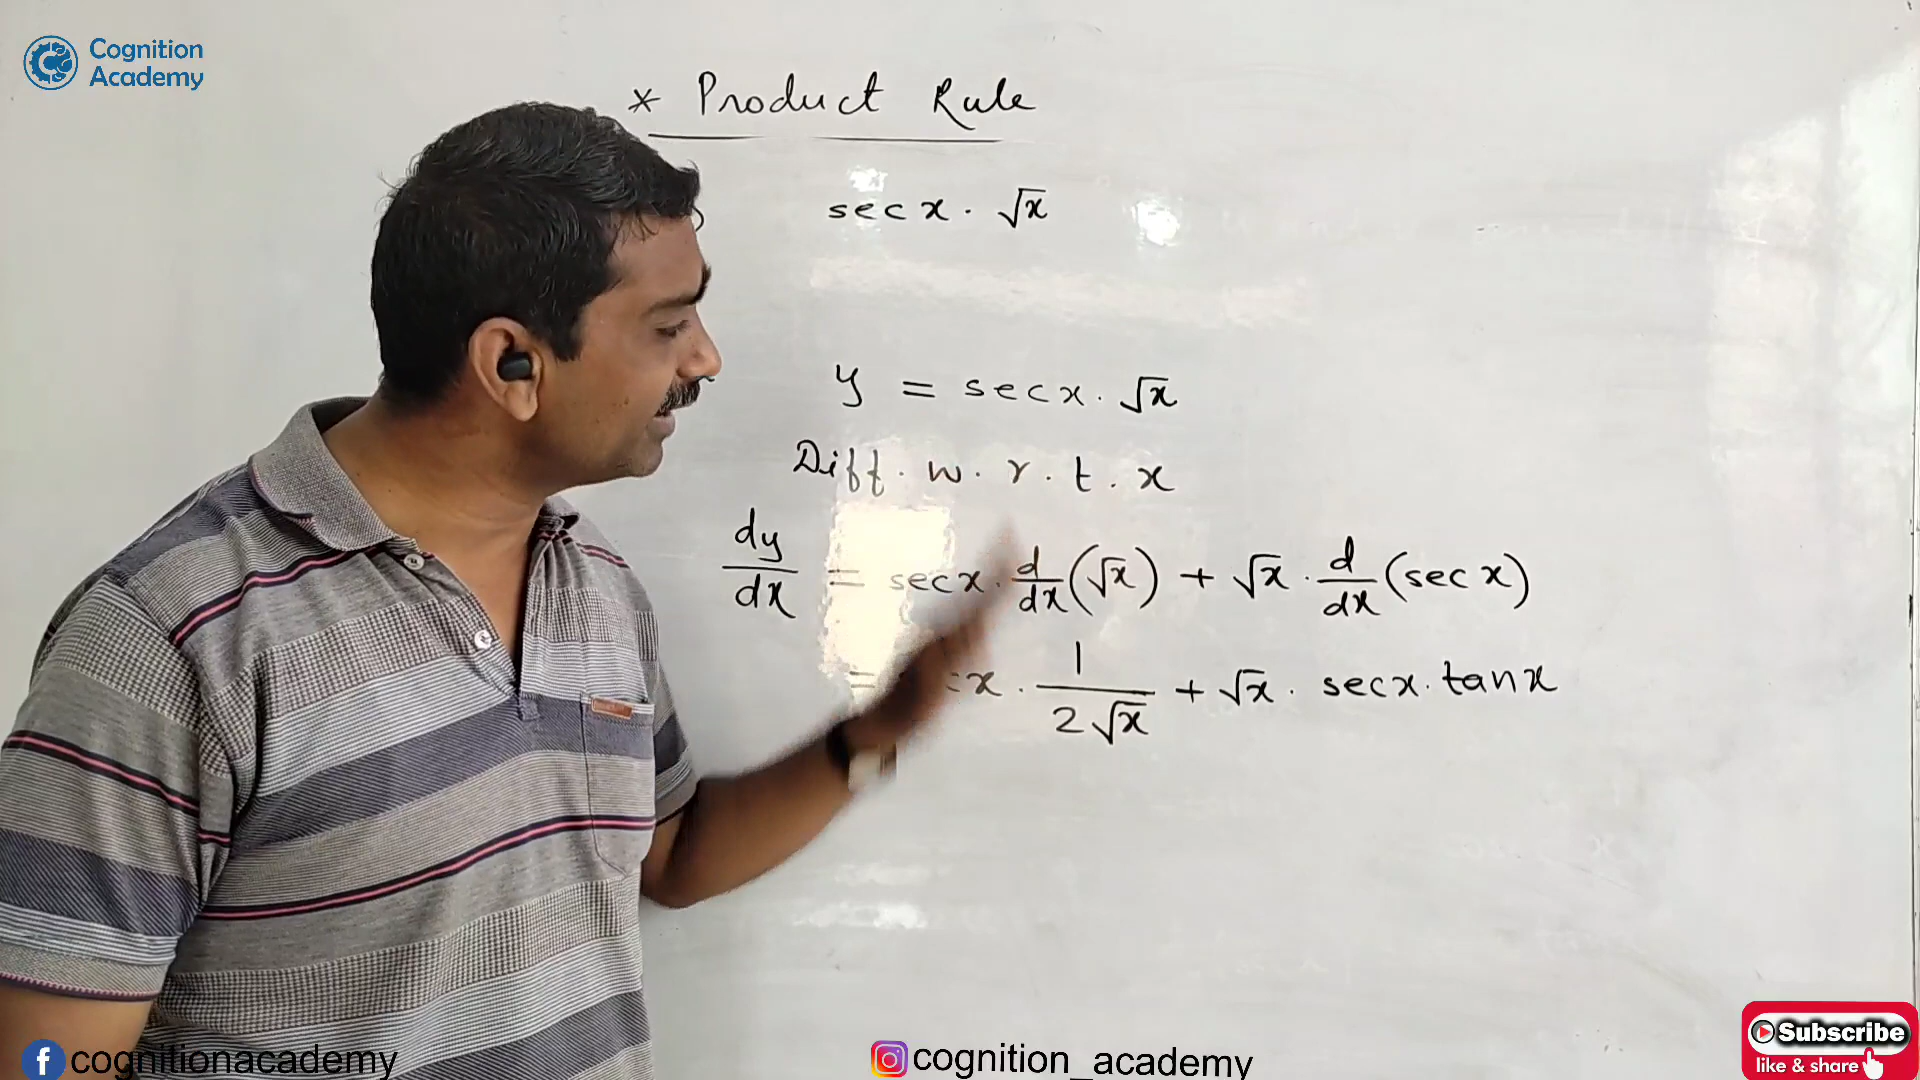 Cognition
Academy
* Product Rule
sec x . √x
y = sec x . √x
Diff. w. r. t. x
dy/dx = sec x . d/dx (√x) + √x . d/dx (sec x)
= x . 1/(2√x) + √x . sec x . tan x
cognitionacademy
cognition_academy
Subscribe
like & share